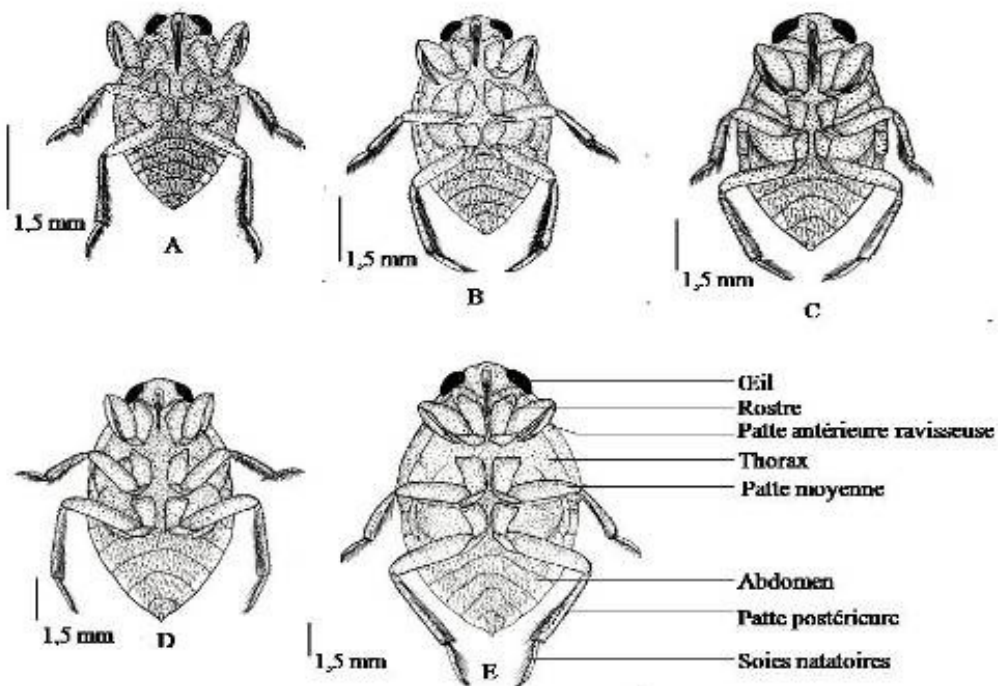 1,5 mm
A
1,5 mm
B
1,5 mm
C
1,5 mm
D
1,5 mm
E
Œil
Rostre
Patte antérieure ravisseuse
Thorax
Patte moyenne
Abdomen
Patte postérieure
Soies natatoires